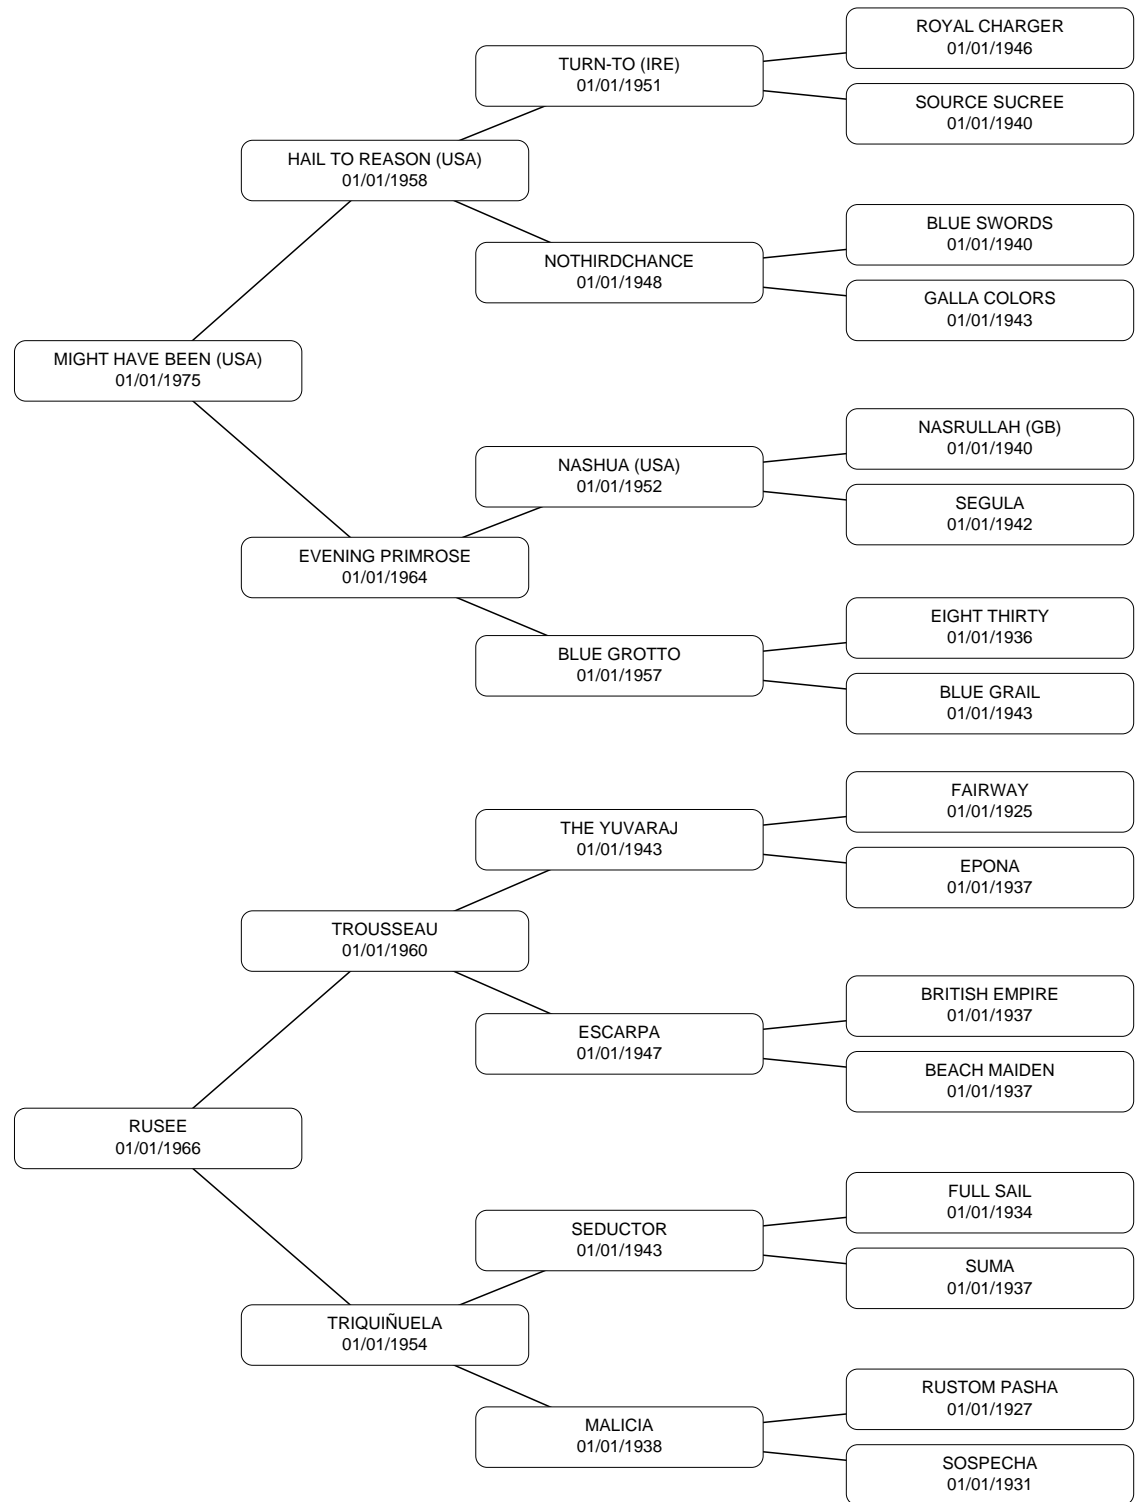 ROYAL CHARGER
01/01/1946
TURN-TO (IRE)
01/01/1951
SOURCE SUCREE
01/01/1940
HAIL TO REASON (USA)
01/01/1958
BLUE SWORDS
01/01/1940
NOTHIRDCHANCE
01/01/1948
GALLA COLORS
01/01/1943
MIGHT HAVE BEEN (USA)
01/01/1975
NASRULLAH (GB)
01/01/1940
NASHUA (USA)
01/01/1952
SEGULA
01/01/1942
EVENING PRIMROSE
01/01/1964
EIGHT THIRTY
01/01/1936
BLUE GROTTO
01/01/1957
BLUE GRAIL
01/01/1943
FAIRWAY
01/01/1925
THE YUVARAJ
01/01/1943
EPONA
01/01/1937
TROUSSEAU
01/01/1960
BRITISH EMPIRE
01/01/1937
ESCARPA
01/01/1947
BEACH MAIDEN
01/01/1937
RUSEE
01/01/1966
FULL SAIL
01/01/1934
SEDUCTOR
01/01/1943
SUMA
01/01/1937
TRIQUIÑUELA
01/01/1954
RUSTOM PASHA
01/01/1927
MALICIA
01/01/1938
SOSPECHA
01/01/1931